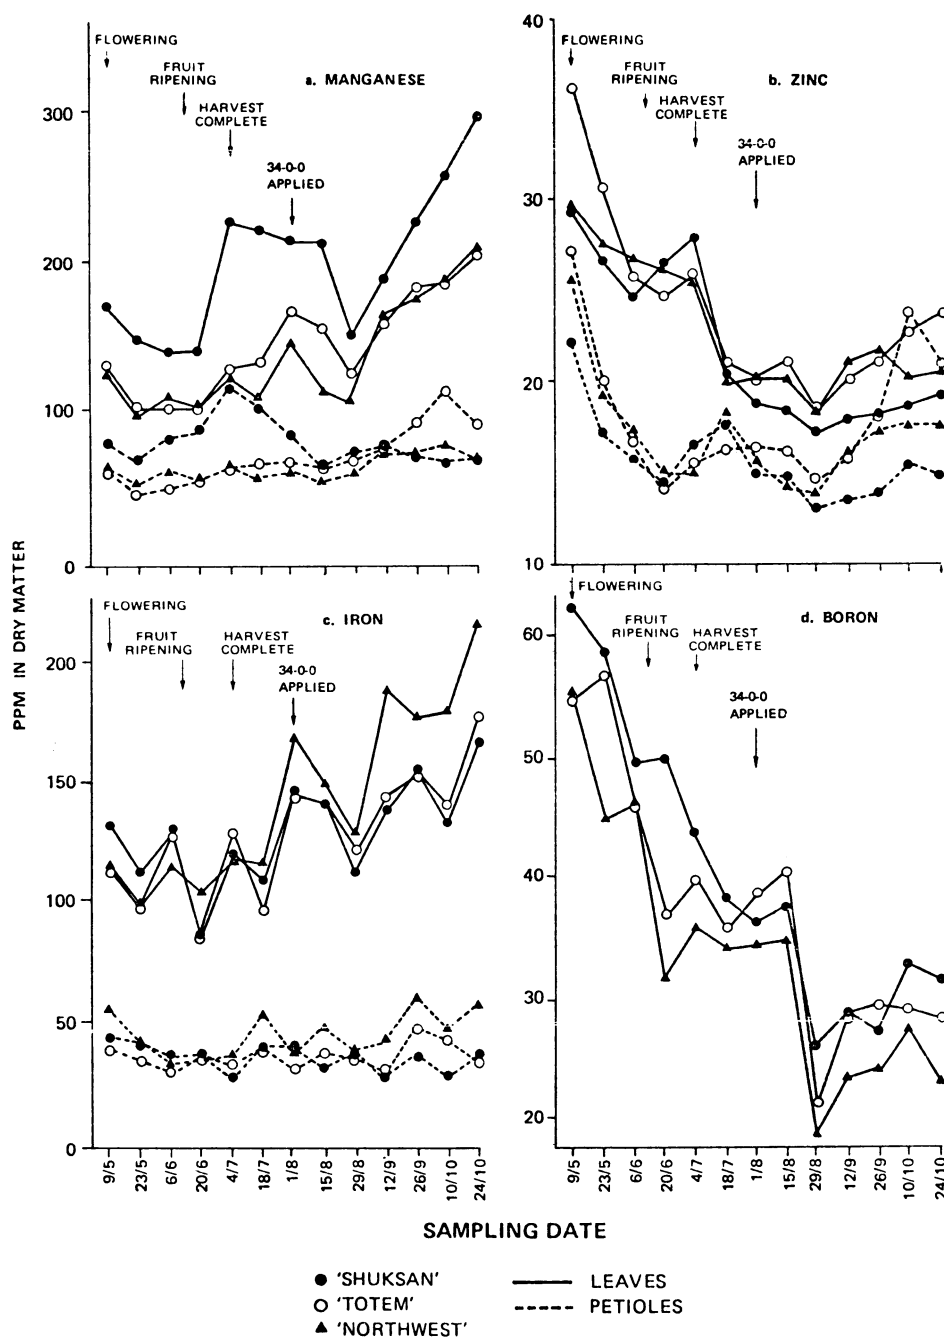 FLOWERING
FRUIT
RIPENING
HARVEST
COMPLETE
34-0-0
APPLIED
a. MANGANESE
300
200
100
0
FLOWERING
FRUIT
RIPENING
HARVEST
COMPLETE
34-0-0
APPLIED
b. ZINC
40
30
20
10
PPM IN DRY MATTER
FLOWERING
FRUIT
RIPENING
HARVEST
COMPLETE
34-0-0
APPLIED
c. IRON
200
150
100
50
0
9/5
23/5
6/6
20/6
4/7
18/7
1/8
15/8
29/8
12/9
26/9
10/10
24/10
FLOWERING
FRUIT
RIPENING
HARVEST
COMPLETE
34-0-0
APPLIED
d. BORON
60
50
40
30
20
9/5
23/5
6/6
20/6
4/7
18/7
1/8
15/8
29/8
12/9
26/9
10/10
24/10
SAMPLING DATE
'SHUKSAN'
'TOTEM'
'NORTHWEST'
LEAVES
PETIOLES